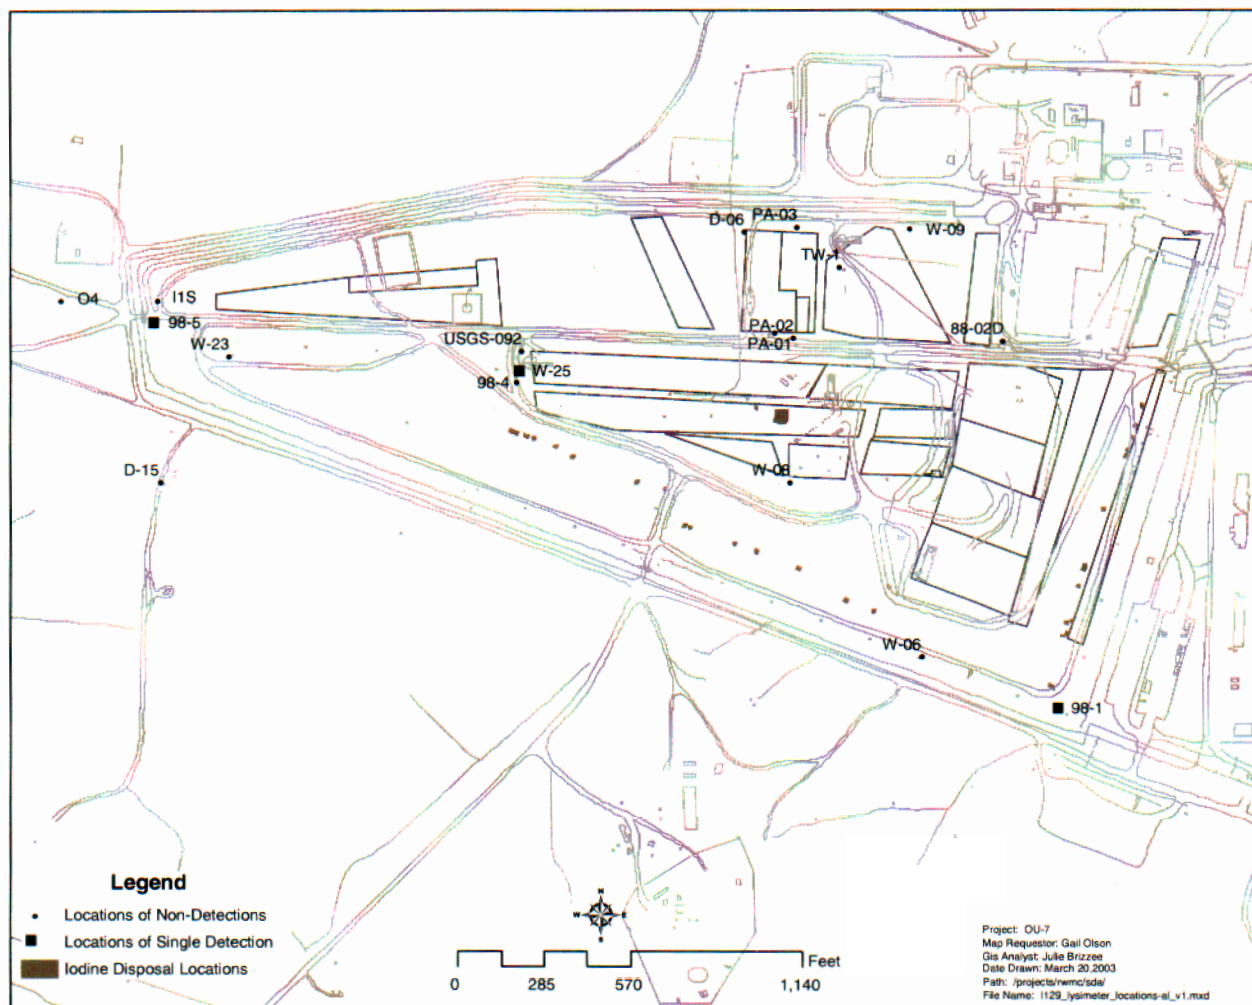 PA-03
D-06
W-09
TW-1
O4
I1S
98-5
PA-02
88-02D
PA-01
W-23
USGS-092
W-25
98-4
D-15
W-08
W-06
98-1
Legend
Locations of Non-Detections
Locations of Single Detection
Iodine Disposal Locations
N
W E
S
Feet
0 285 570 1,140
Project: OU-7
Map Requestor: Gail Olson
Gis Analyst: Julie Brizzee
Date Drawn: March 20,2003
Path: /projects/rwmc/sda/
File Name: I129_lysimeter_locations-al_v1.mxd